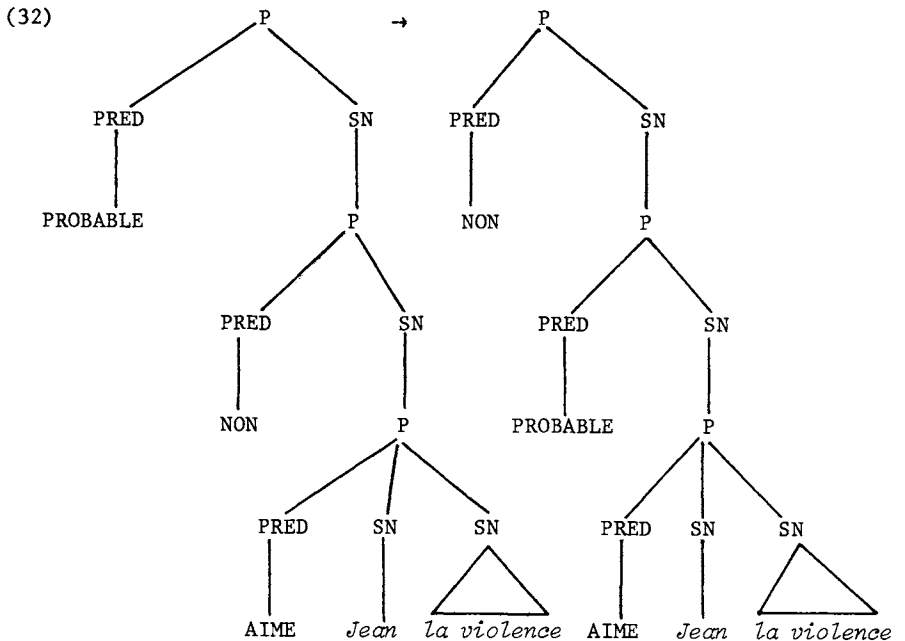 (32) P → P
PRED SN PRED SN
PROBABLE P NON P
PRED SN PRED SN
NON P PROBABLE P
PRED SN SN PRED SN SN
AIME Jean la violence AIME Jean la violence